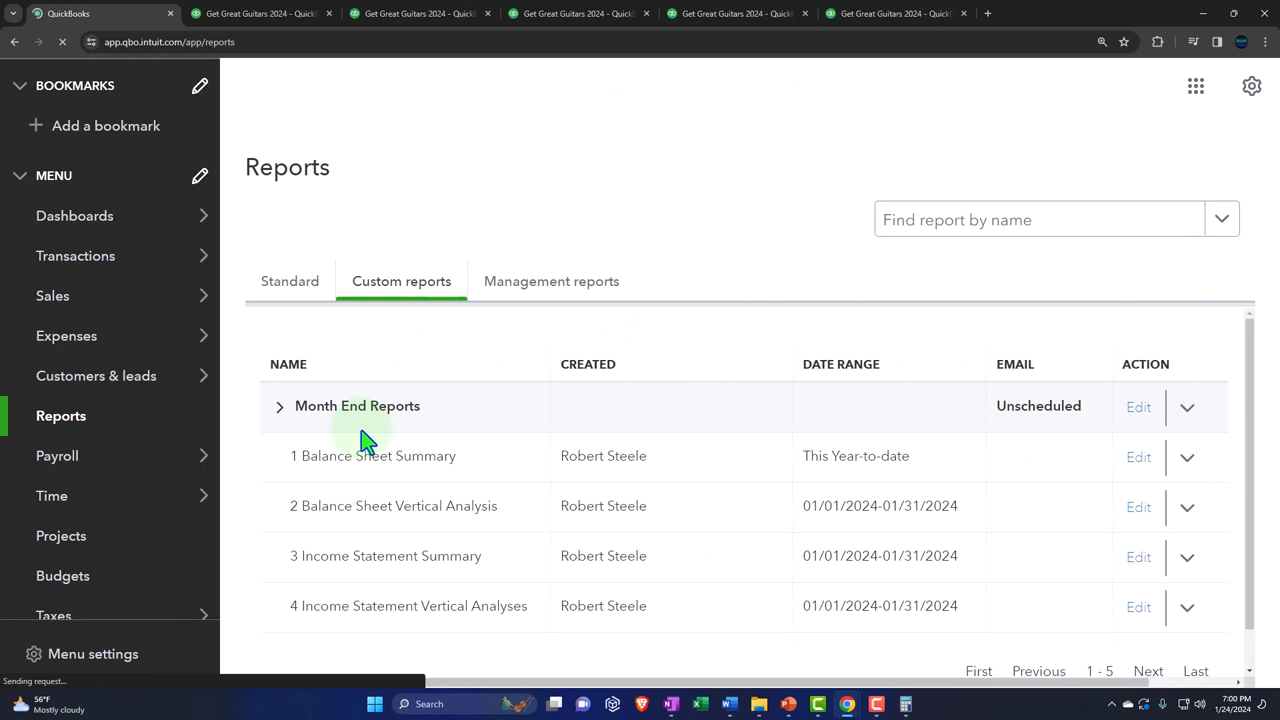 QuickBooks
Get Great Guitars 2024 - QuickB
Get Great Guitars 2024 - QuickB
Get Great Guitars 2024 - QuickB
Get Great Guitars 2024 - QuickB
Get Great Guitars 2024 - QuickB
app.qbo.intuit.com/app/reports
BOOKMARKS
Add a bookmark
MENU
Dashboards
Transactions
Sales
Expenses
Customers & leads
Reports
Payroll
Time
Projects
Budgets
Taxes
Menu settings
Sending request...
Reports
Find report by name
Standard Custom reports Management reports
NAME CREATED DATE RANGE EMAIL ACTION
Month End Reports Unscheduled Edit
1 Balance Sheet Summary Robert Steele This Year-to-date Edit
2 Balance Sheet Vertical Analysis Robert Steele 01/01/2024-01/31/2024 Edit
3 Income Statement Summary Robert Steele 01/01/2024-01/31/2024 Edit
4 Income Statement Vertical Analyses Robert Steele 01/01/2024-01/31/2024 Edit
First Previous 1 - 5 Next Last
56°F
Mostly cloudy
Search
7:00 PM
1/24/2024